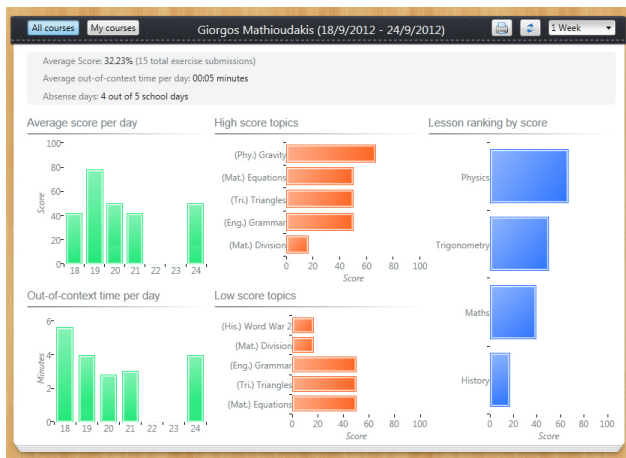 All courses
My courses
Giorgos Mathioudakis (18/9/2012 - 24/9/2012)
1 Week
Average Score: 32.23% (15 total exercise submissions)
Average out-of-context time per day: 00:05 minutes
Absense days: 4 out of 5 school days
Average score per day
100
80
60
40
20
0
Score
18 19 20 21 22 23 24
High score topics
(Phy.) Gravity
(Mat.) Equations
(Tri.) Triangles
(Eng.) Grammar
(Mat.) Division
0 20 40 60 80 100
Score
Lesson ranking by score
Physics
Trigonometry
Maths
History
0 20 40 60 80 100
Score
Out-of-context time per day
6
4
2
0
Minutes
18 19 20 21 22 23 24
Low score topics
(His.) Word War 2
(Mat.) Division
(Eng.) Grammar
(Tri.) Triangles
(Mat.) Equations
0 20 40 60 80 100
Score